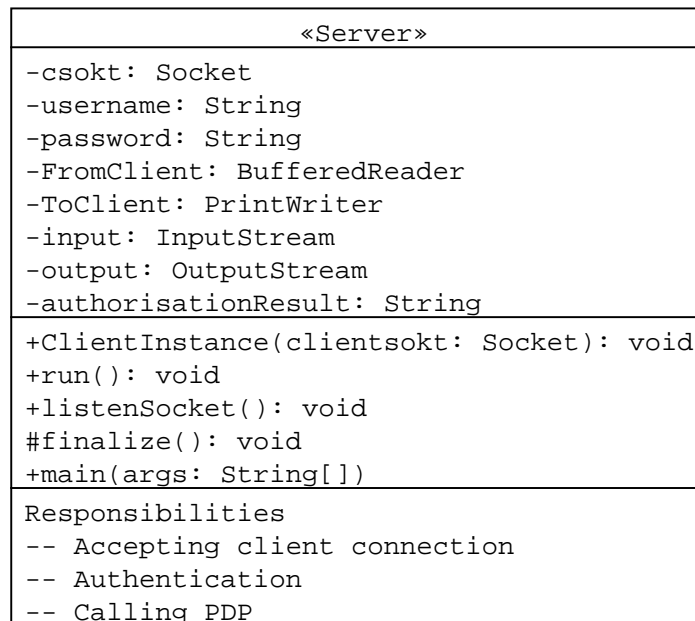 «Server»
-csokt: Socket
-username: String
-password: String
-FromClient: BufferedReader
-ToClient: PrintWriter
-input: InputStream
-output: OutputStream
-authorisationResult: String
+ClientInstance(clientsokt: Socket): void
+run(): void
+listenSocket(): void
#finalize(): void
+main(args: String[])
Responsibilities
-- Accepting client connection
-- Authentication
-- Calling PDP